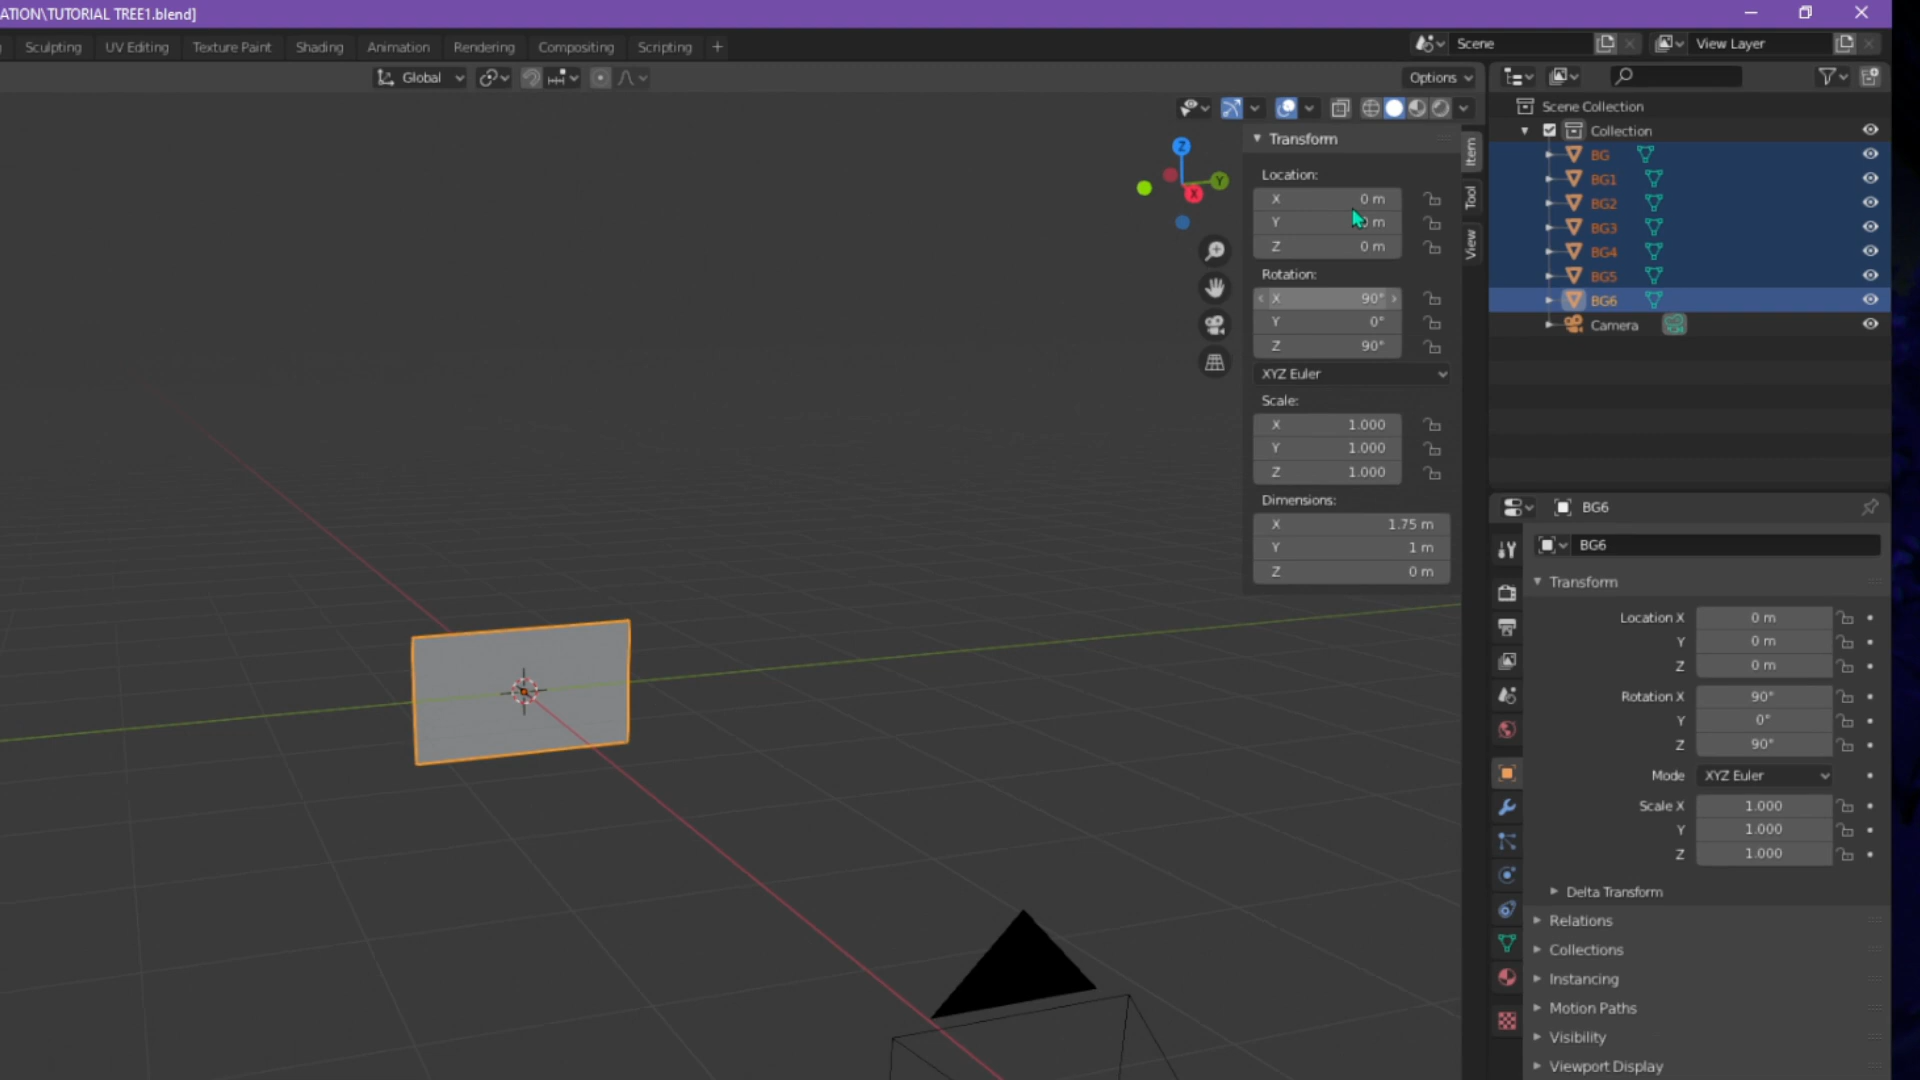 ATION\TUTORIAL TREE1.blend]
Sculpting UV Editing Texture Paint Shading Animation Rendering Compositing Scripting +
Scene View Layer
Global Options
Scene Collection
Collection
BG
BG1
BG2
BG3
BG4
BG5
BG6
Camera
Z
Y
X
Transform
Location:
X 0 m
Y 0 m
Z 0 m
Rotation:
X 90°
Y 0°
Z 90°
XYZ Euler
Scale:
X 1.000
Y 1.000
Z 1.000
Dimensions:
X 1.75 m
Y 1 m
Z 0 m
Item
Tool
View
BG6
BG6
Transform
Location X 0 m
Y 0 m
Z 0 m
Rotation X 90°
Y 0°
Z 90°
Mode XYZ Euler
Scale X 1.000
Y 1.000
Z 1.000
Delta Transform
Relations
Collections
Instancing
Motion Paths
Visibility
Viewport Display